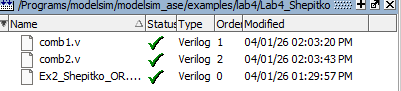 /Programs/modelsim/modelsim_ase/examples/lab4/Lab4_Shepitko
Name Status Type Order Modified
comb1.v Verilog 1 04/01/26 02:03:20 PM
comb2.v Verilog 2 04/01/26 02:03:43 PM
Ex2_Shepitko_OR.... Verilog 0 04/01/26 01:29:57 PM